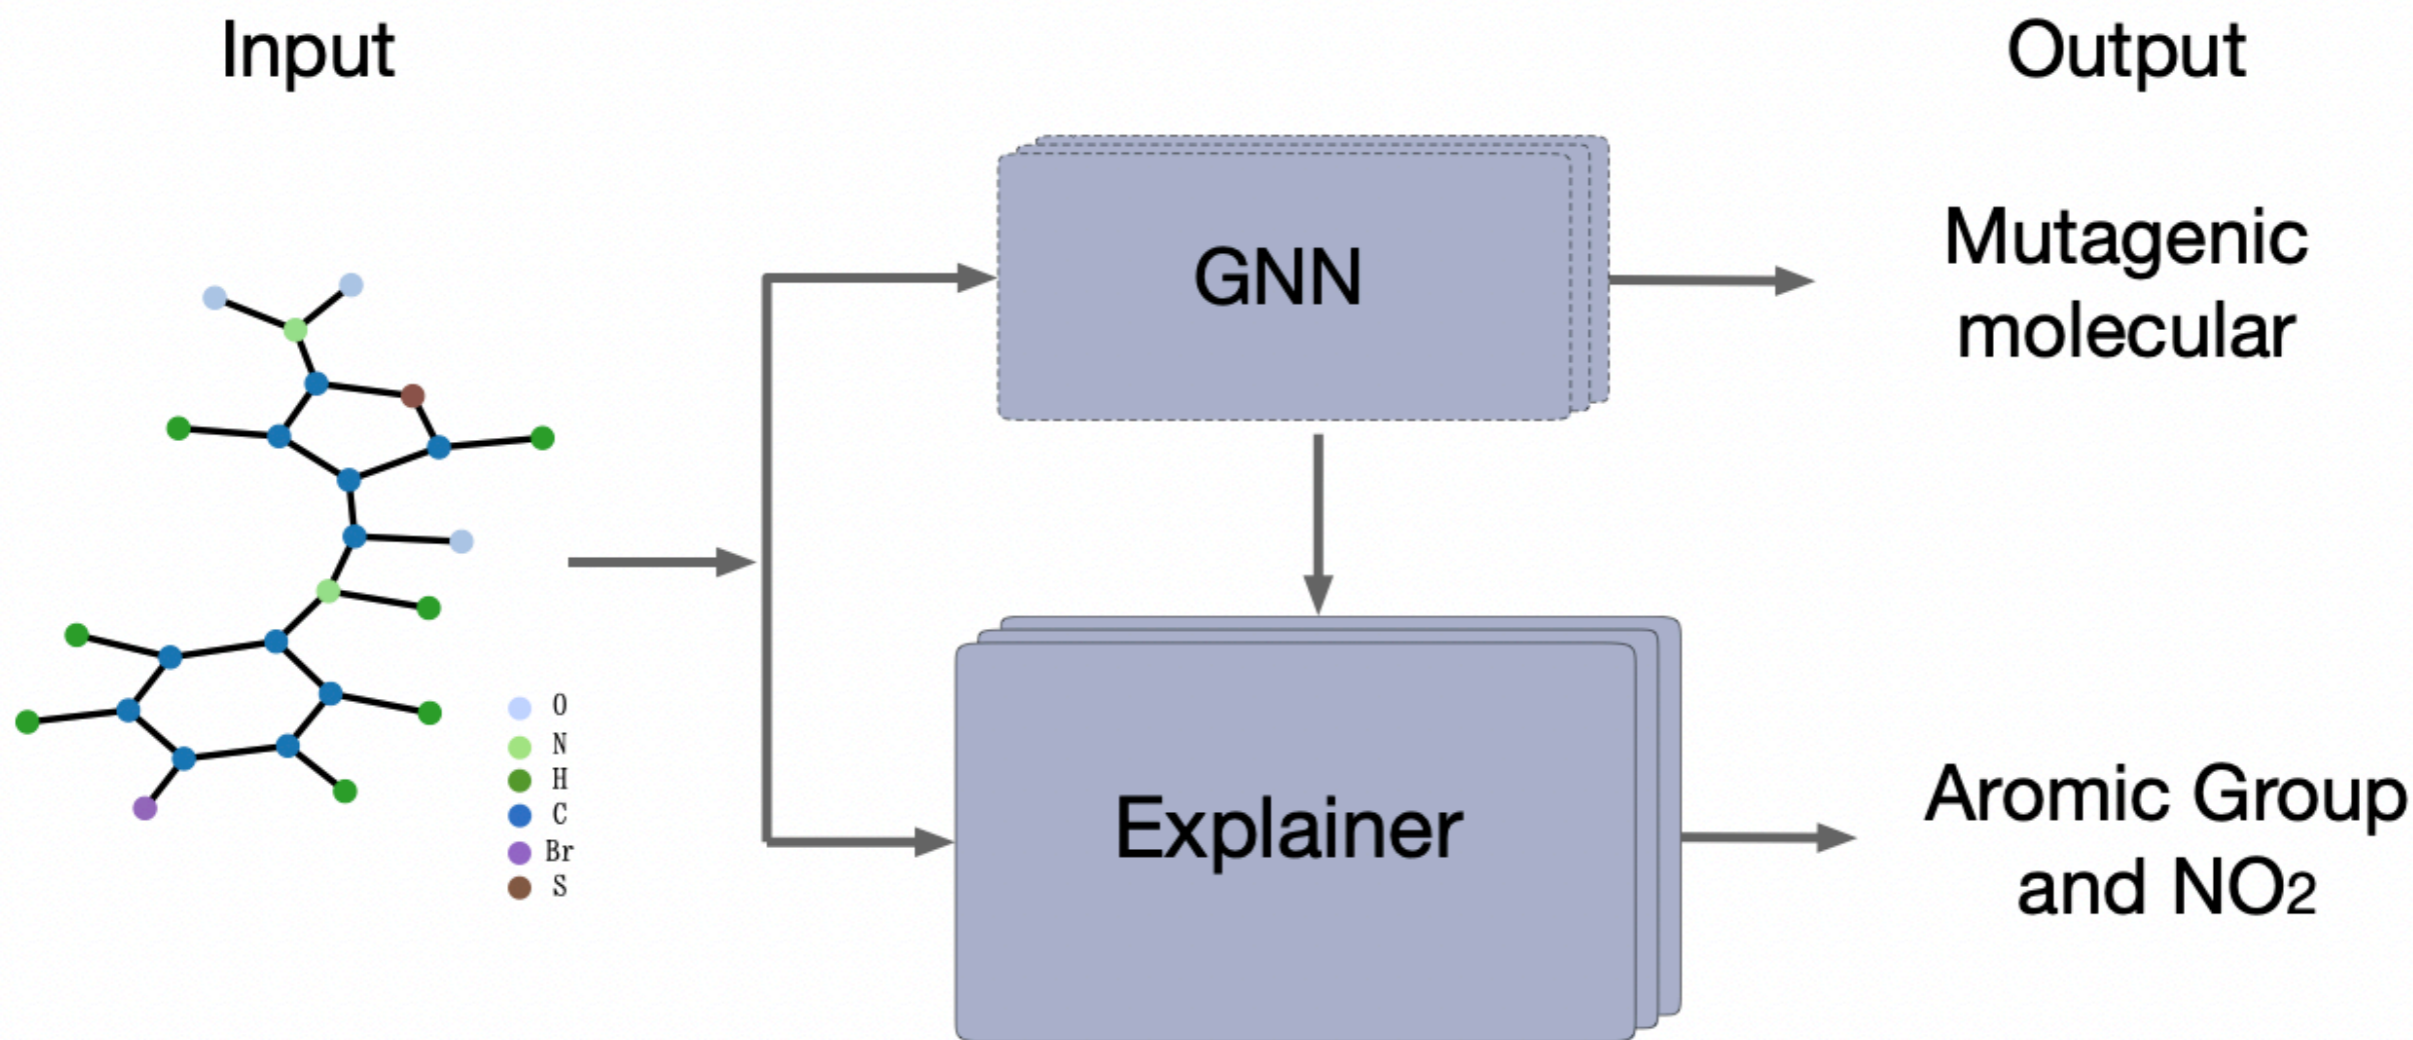 Input
Output
GNN
Mutagenic
molecular
O
N
H
C
Br
S
Explainer
Aromic Group
and NO2